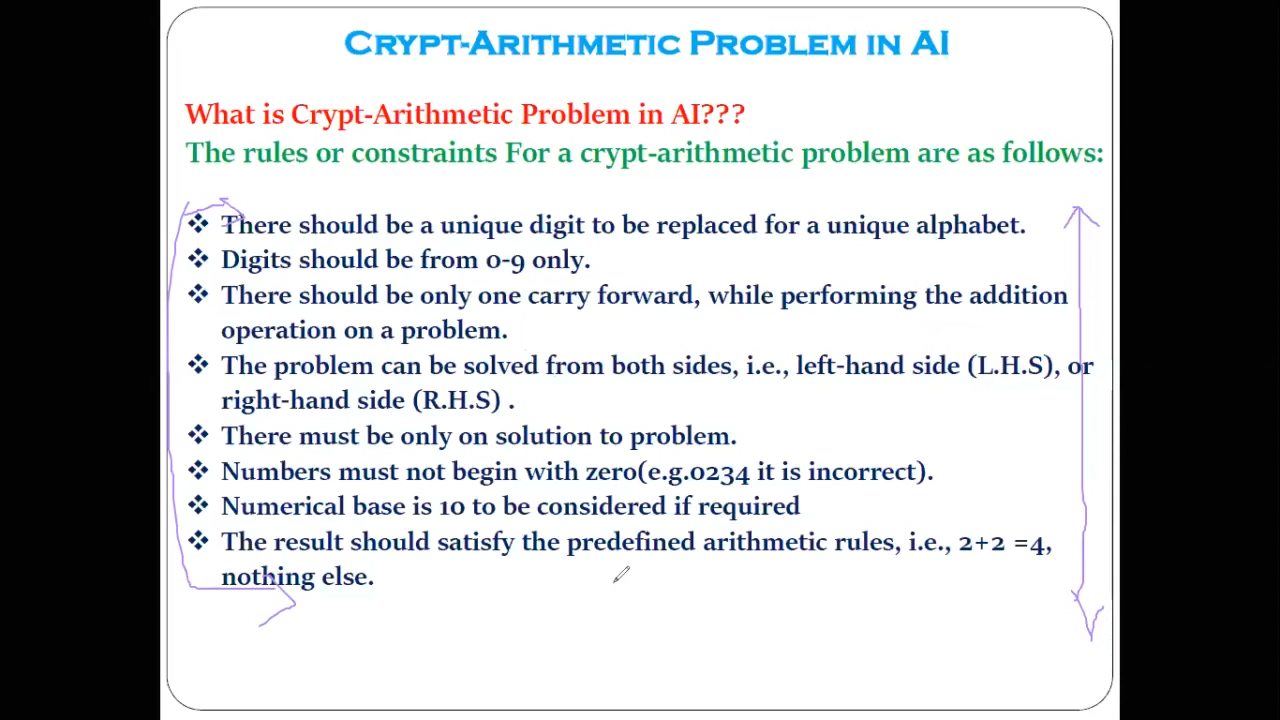 CRYPT-ARITHMETIC PROBLEM IN AI
What is Crypt-Arithmetic Problem in AI???
The rules or constraints For a crypt-arithmetic problem are as follows:
❖ There should be a unique digit to be replaced for a unique alphabet.
❖ Digits should be from 0-9 only.
❖ There should be only one carry forward, while performing the addition
operation on a problem.
❖ The problem can be solved from both sides, i.e., left-hand side (L.H.S), or
right-hand side (R.H.S) .
❖ There must be only on solution to problem.
❖ Numbers must not begin with zero(e.g.0234 it is incorrect).
❖ Numerical base is 10 to be considered if required
❖ The result should satisfy the predefined arithmetic rules, i.e., 2+2 =4,
nothing else.